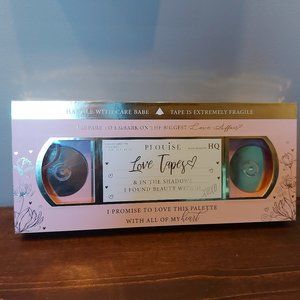 HANDLE WITH CARE BABE ▲ TAPE IS EXTREMELY FRAGILE
PREPARE TO EMBARK ON THE BIGGEST Love Affair!
P.LOUISE
HQ
Love Tapes
& IN THE SHADOWS
I FOUND BEAUTY WITHIN
I PROMISE TO LOVE THIS PALETTE
WITH ALL OF MY heart